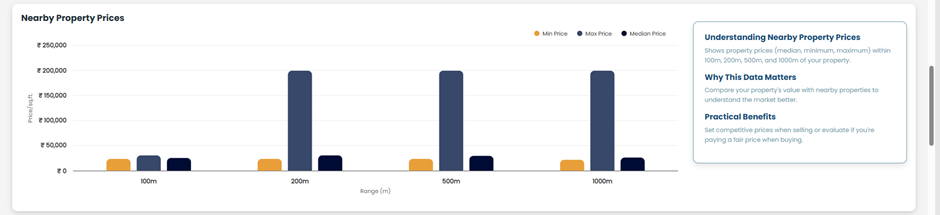 Nearby Property Prices
Min Price
Max Price
Median Price
₹ 250,000
₹ 200,000
₹ 150,000
₹ 100,000
₹ 50,000
₹ 0
Price/sq.ft.
100m
200m
500m
1000m
Range (m)
Understanding Nearby Property Prices
Shows property prices (median, minimum, maximum) within
100m, 200m, 500m, and 1000m of your property.
Why This Data Matters
Compare your property's value with nearby properties to
understand the market better.
Practical Benefits
Set competitive prices when selling or evaluate if you're
paying a fair price when buying.